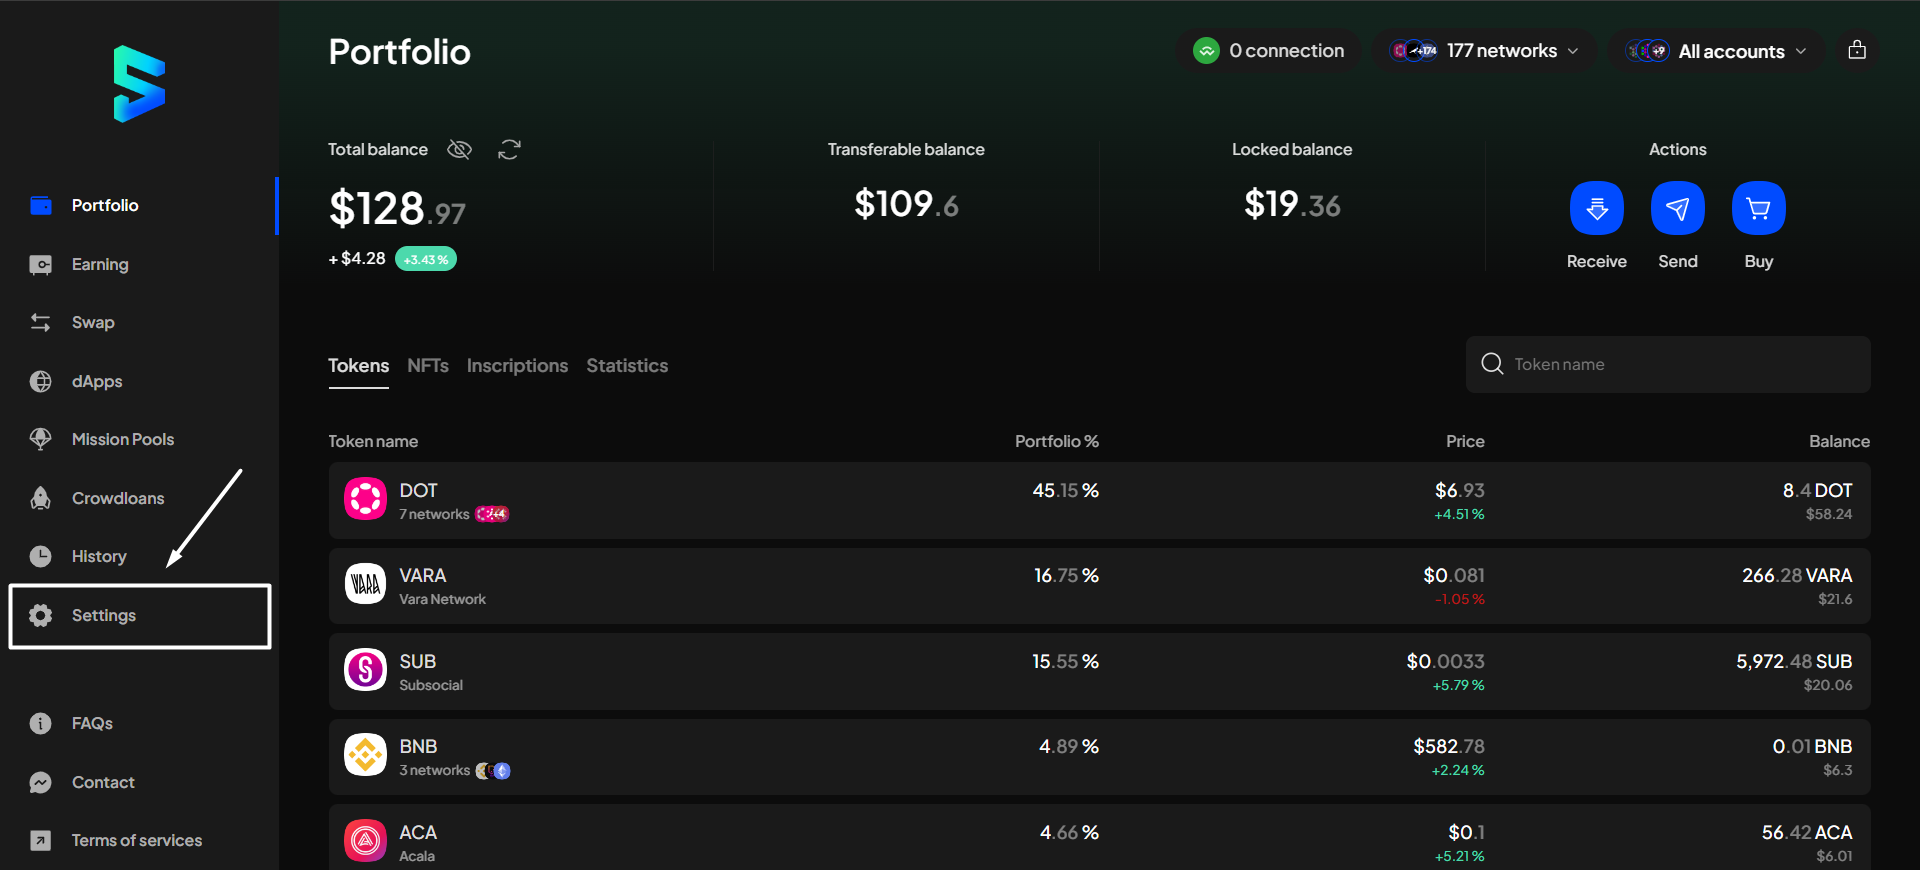 Portfolio
0 connection
+174
177 networks
+9
All accounts
Portfolio
Earning
Swap
dApps
Mission Pools
Crowdloans
History
Settings
FAQs
Contact
Terms of services
Total balance
$128.97
+ $4.28 +3.43 %
Transferable balance
$109.6
Locked balance
$19.36
Actions
Receive Send Buy
Tokens NFTs Inscriptions Statistics
Token name
Token name Portfolio % Price Balance
DOT 45.15 % $6.93 8.4 DOT
7 networks +4 +4.51 % $58.24
VARA VARA 16.75 % $0.081 266.28 VARA
Vara Network -1.05 % $21.6
SUB 15.55 % $0.0033 5,972.48 SUB
Subsocial +5.79 % $20.06
BNB 4.89 % $582.78 0.01 BNB
3 networks +2.24 % $6.3
ACA 4.66 % $0.1 56.42 ACA
Acala +5.21 % $6.01